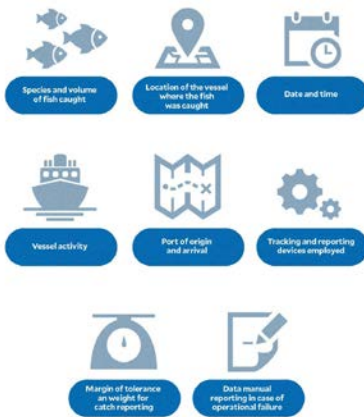 Species and volume
of fish caught
Location of the vessel
where the fish
was caught
Date and time
Vessel activity
Port of origin
and arrival
Tracking and reporting
devices employed
Margin of tolerance
an weight for
catch reporting
Data manual
reporting in case of
operational failure